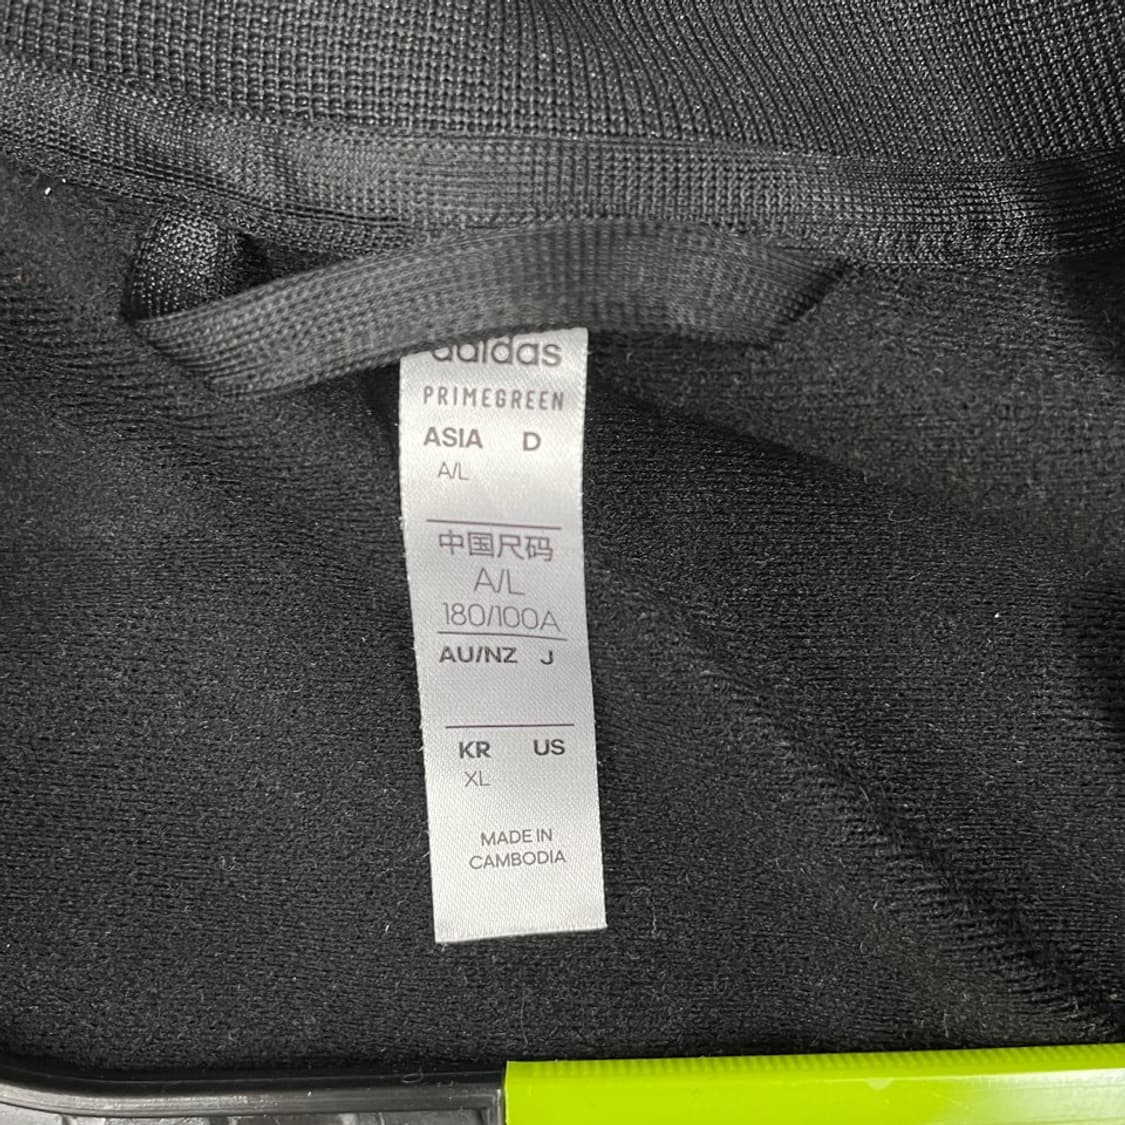 adidas
PRIMEGREEN
ASIA D
A/L
中国尺码
A/L
180/100A
AU/NZ J
KR US
XL
MADE IN
CAMBODIA